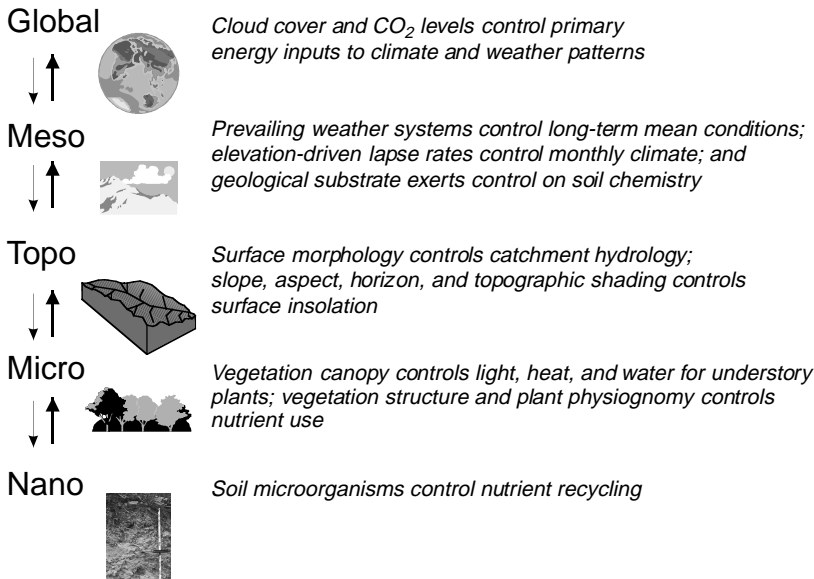 Global
Cloud cover and CO2 levels control primary
energy inputs to climate and weather patterns
Meso
Prevailing weather systems control long-term mean conditions;
elevation-driven lapse rates control monthly climate; and
geological substrate exerts control on soil chemistry
Topo
Surface morphology controls catchment hydrology;
slope, aspect, horizon, and topographic shading controls
surface insolation
Micro
Vegetation canopy controls light, heat, and water for understory
plants; vegetation structure and plant physiognomy controls
nutrient use
Nano
Soil microorganisms control nutrient recycling